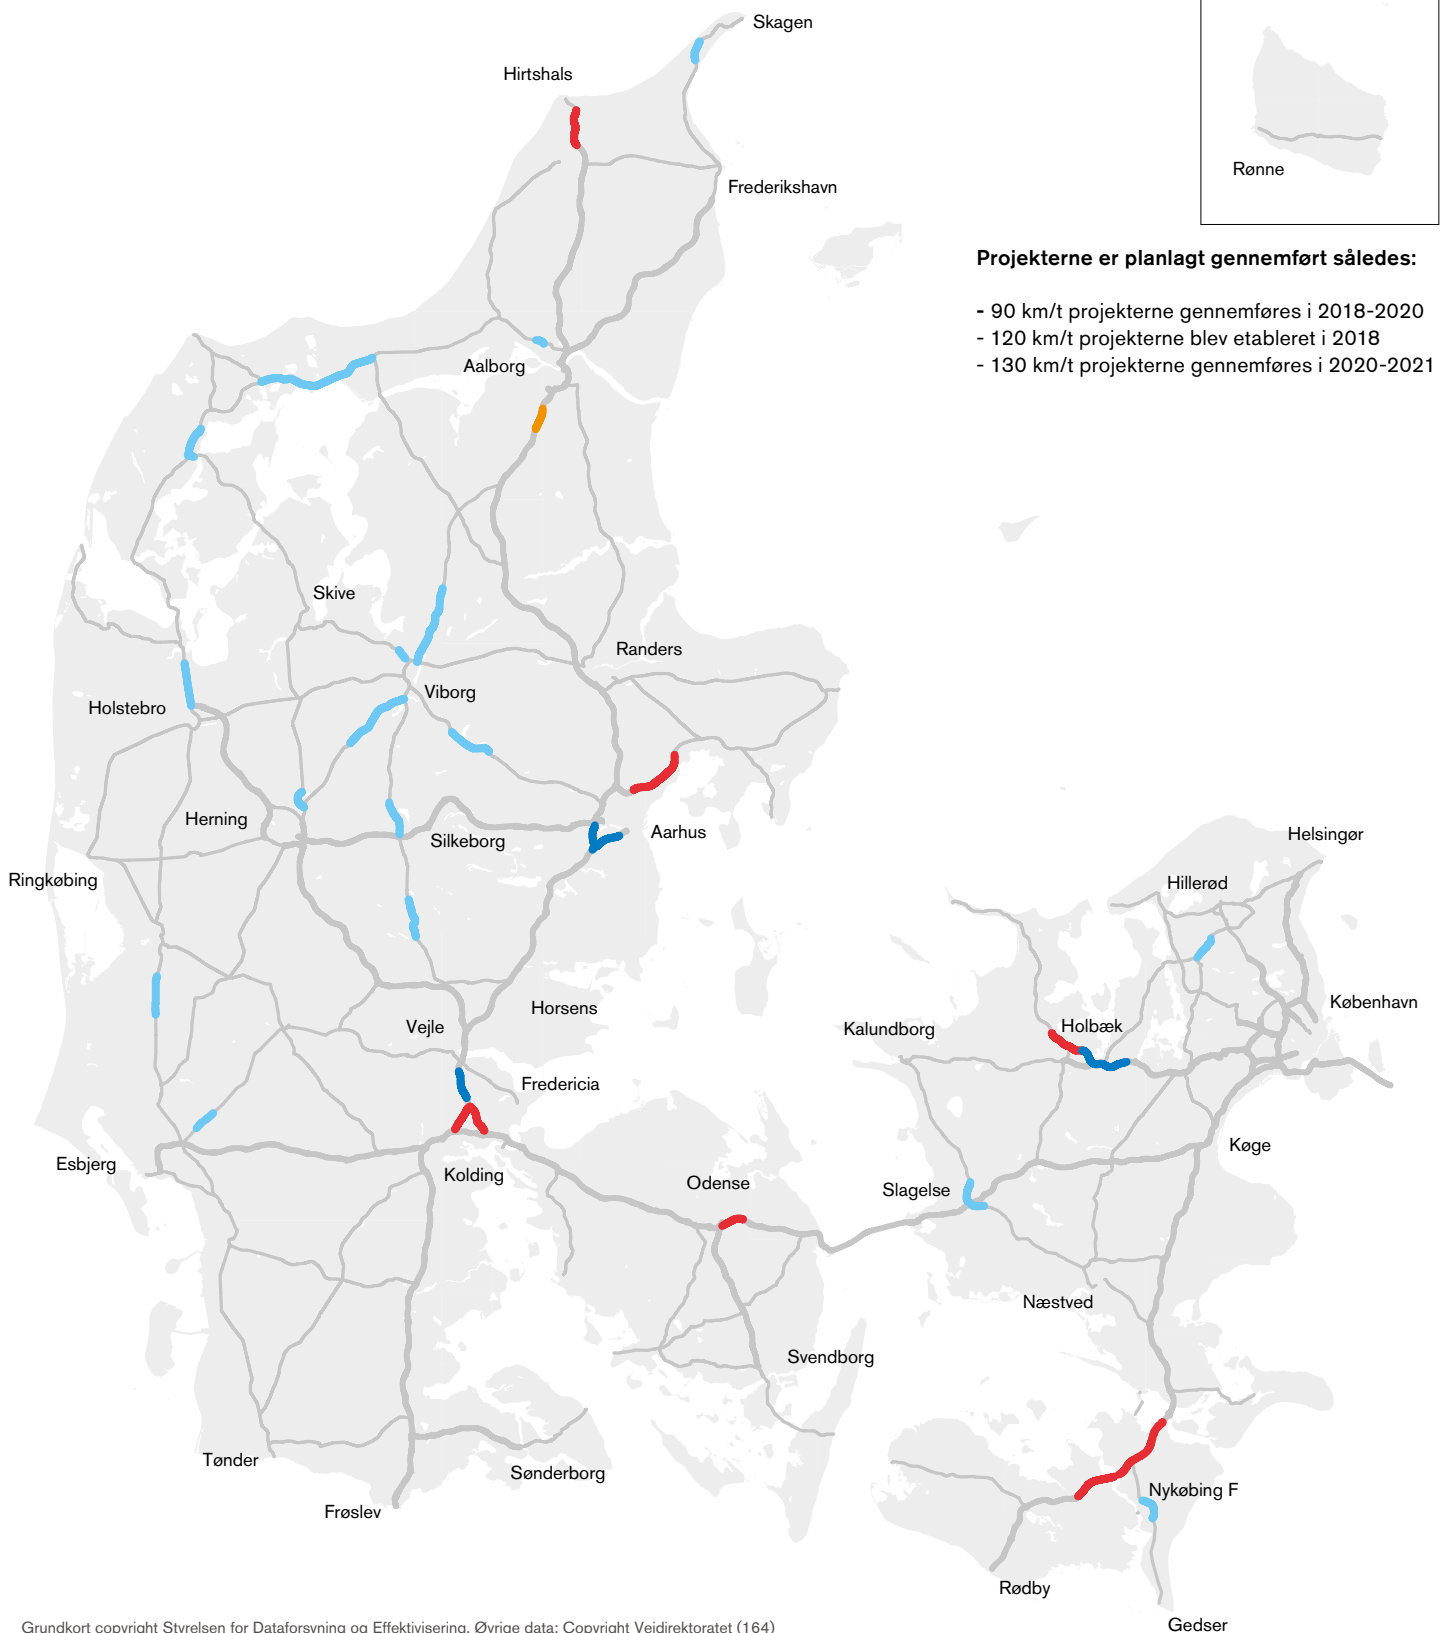 Skagen
Hirtshals
Rønne
Frederikshavn
Projekterne er planlagt gennemført således:
- 90 km/t projekterne gennemføres i 2018-2020
- 120 km/t projekterne blev etableret i 2018
- 130 km/t projekterne gennemføres i 2020-2021
Aalborg
Skive
Randers
Viborg
Holstebro
Herning
Silkeborg
Aarhus
Helsingør
Ringkøbing
Hillerød
København
Horsens
Vejle
Kalundborg
Holbæk
Fredericia
Køge
Esbjerg
Kolding
Odense
Slagelse
Næstved
Svendborg
Tønder
Sønderborg
Nykøbing F
Frøslev
Rødby
Gedser
Grundkort copyright Styrelsen for Dataforsyning og Effektivisering. Øvrige data: Copyright Vejdirektoratet (164)